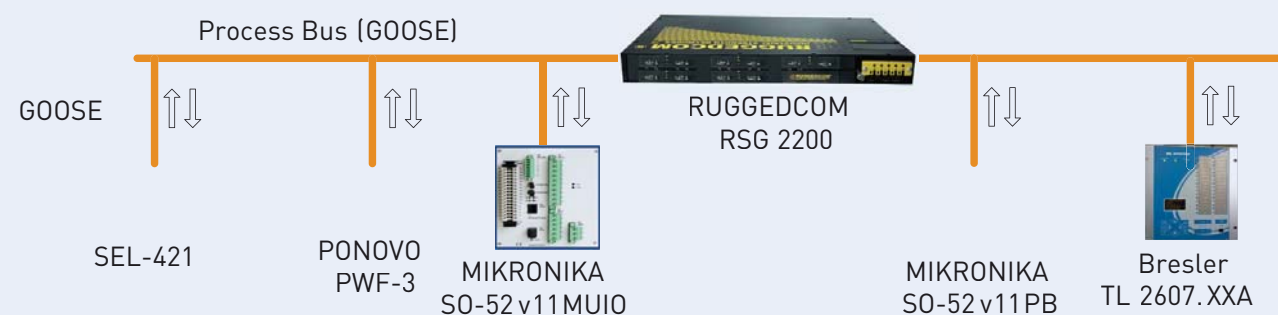 Process Bus (GOOSE)
GOOSE
RUGGEDCOM
RUGGEDCOM
RSG 2200
SEL-421
PONOVO
PWF-3
MIKRONIKA
SO-52 v11MUIO
MIKRONIKA
SO-52 v11PB
Bresler
TL 2607.XXA